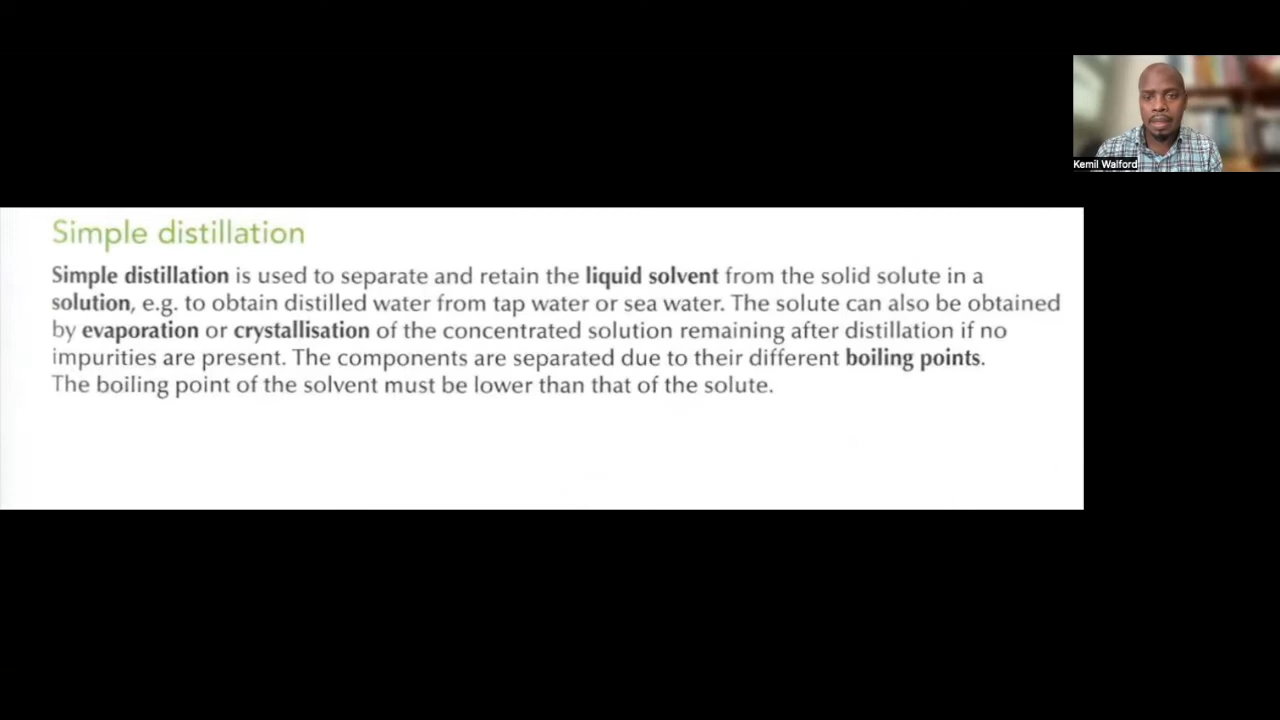 Kemil Walford
Simple distillation
Simple distillation is used to separate and retain the liquid solvent from the solid solute in a
solution, e.g. to obtain distilled water from tap water or sea water. The solute can also be obtained
by evaporation or crystallisation of the concentrated solution remaining after distillation if no
impurities are present. The components are separated due to their different boiling points.
The boiling point of the solvent must be lower than that of the solute.